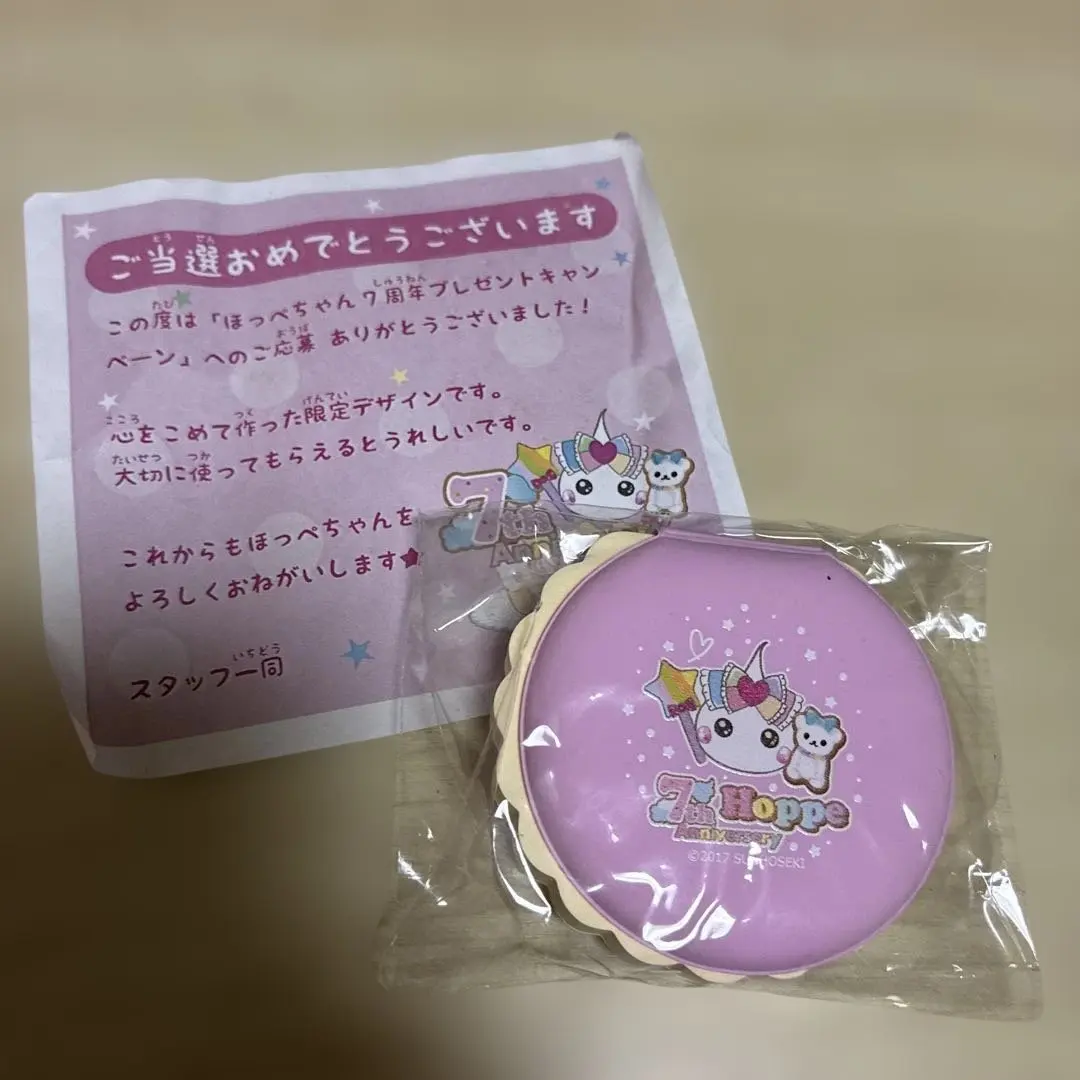 ご当選おめでとうございます
この度は「ほっぺちゃん7周年プレゼントキャン
ペーン」へのご応募 ありがとうございました!
心をこめて作った限定デザインです。
大切に使ってもらえるとうれしいです。
これからもほっぺちゃんを
よろしくおねがいします★
スタッフ一同
7th
Ann
7th Hoppe
Anniversary
©2017 SUNHOSEKI